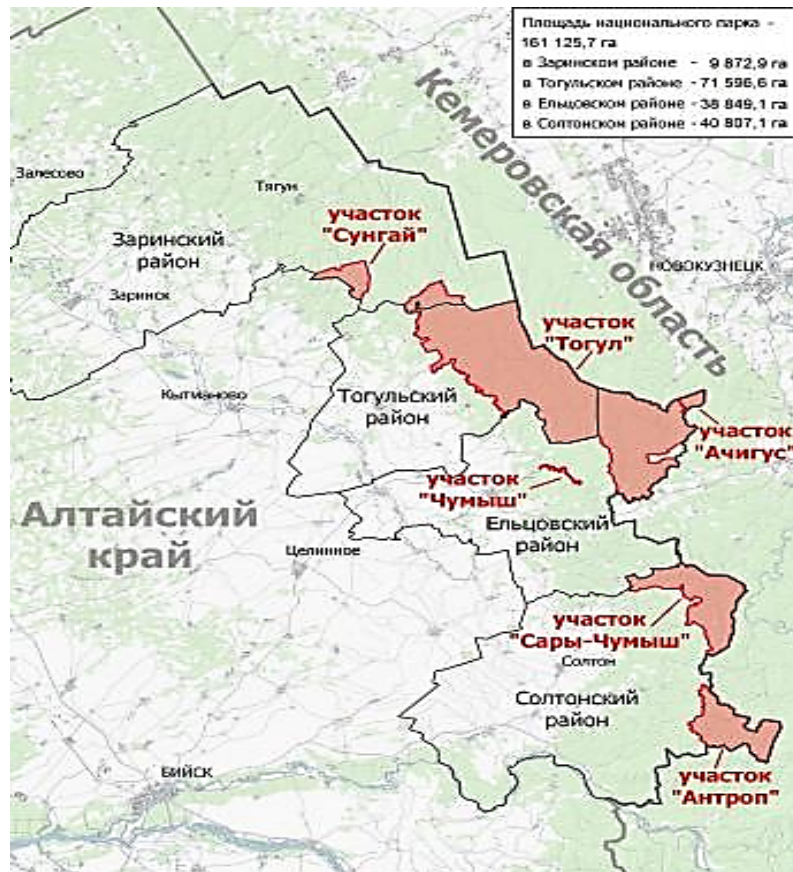 Площадь национального парка -
161 125,7 га
в Заринском районе - 9 872,9 га
в Тогульском районе - 71 596,6 га
в Ельцовском районе - 38 849,1 га
в Солтонском районе - 40 807,1 га
Кемеровская область
Залесово
Тягун
участок
"Сунгай"
Заринский
район
НОВОКУЗНЕЦК
Заринск
участок
"Тогул"
Кытманово
Тогульский
район
участок
"Ачигус"
участок
"Чумыш"
Алтайский
край
Ельцовский
район
Целинное
участок
"Сары-Чумыш"
Солтон
Солтонский
район
БИЙСК
участок
"Антроп"